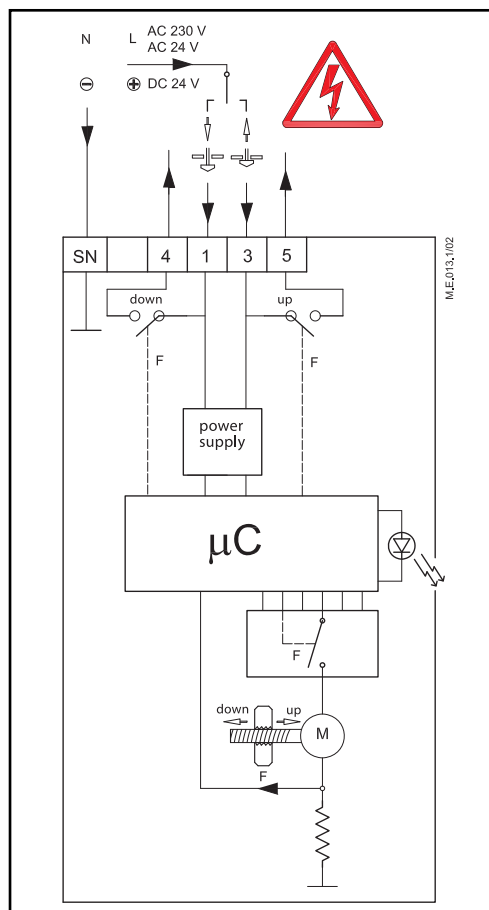 N L AC 230 V
AC 24 V
⊖ ⊕ DC 24 V
SN 4 1 3 5
M.E.013,1/02
down up
F F
power
supply
µC
F
down up
M
F